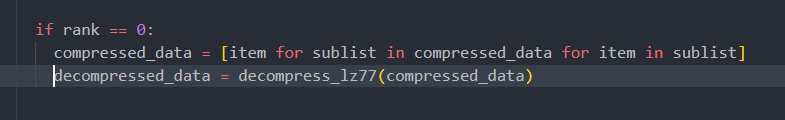 if rank == 0:
compressed_data = [item for sublist in compressed_data for item in sublist]
decompressed_data = decompress_lz77(compressed_data)